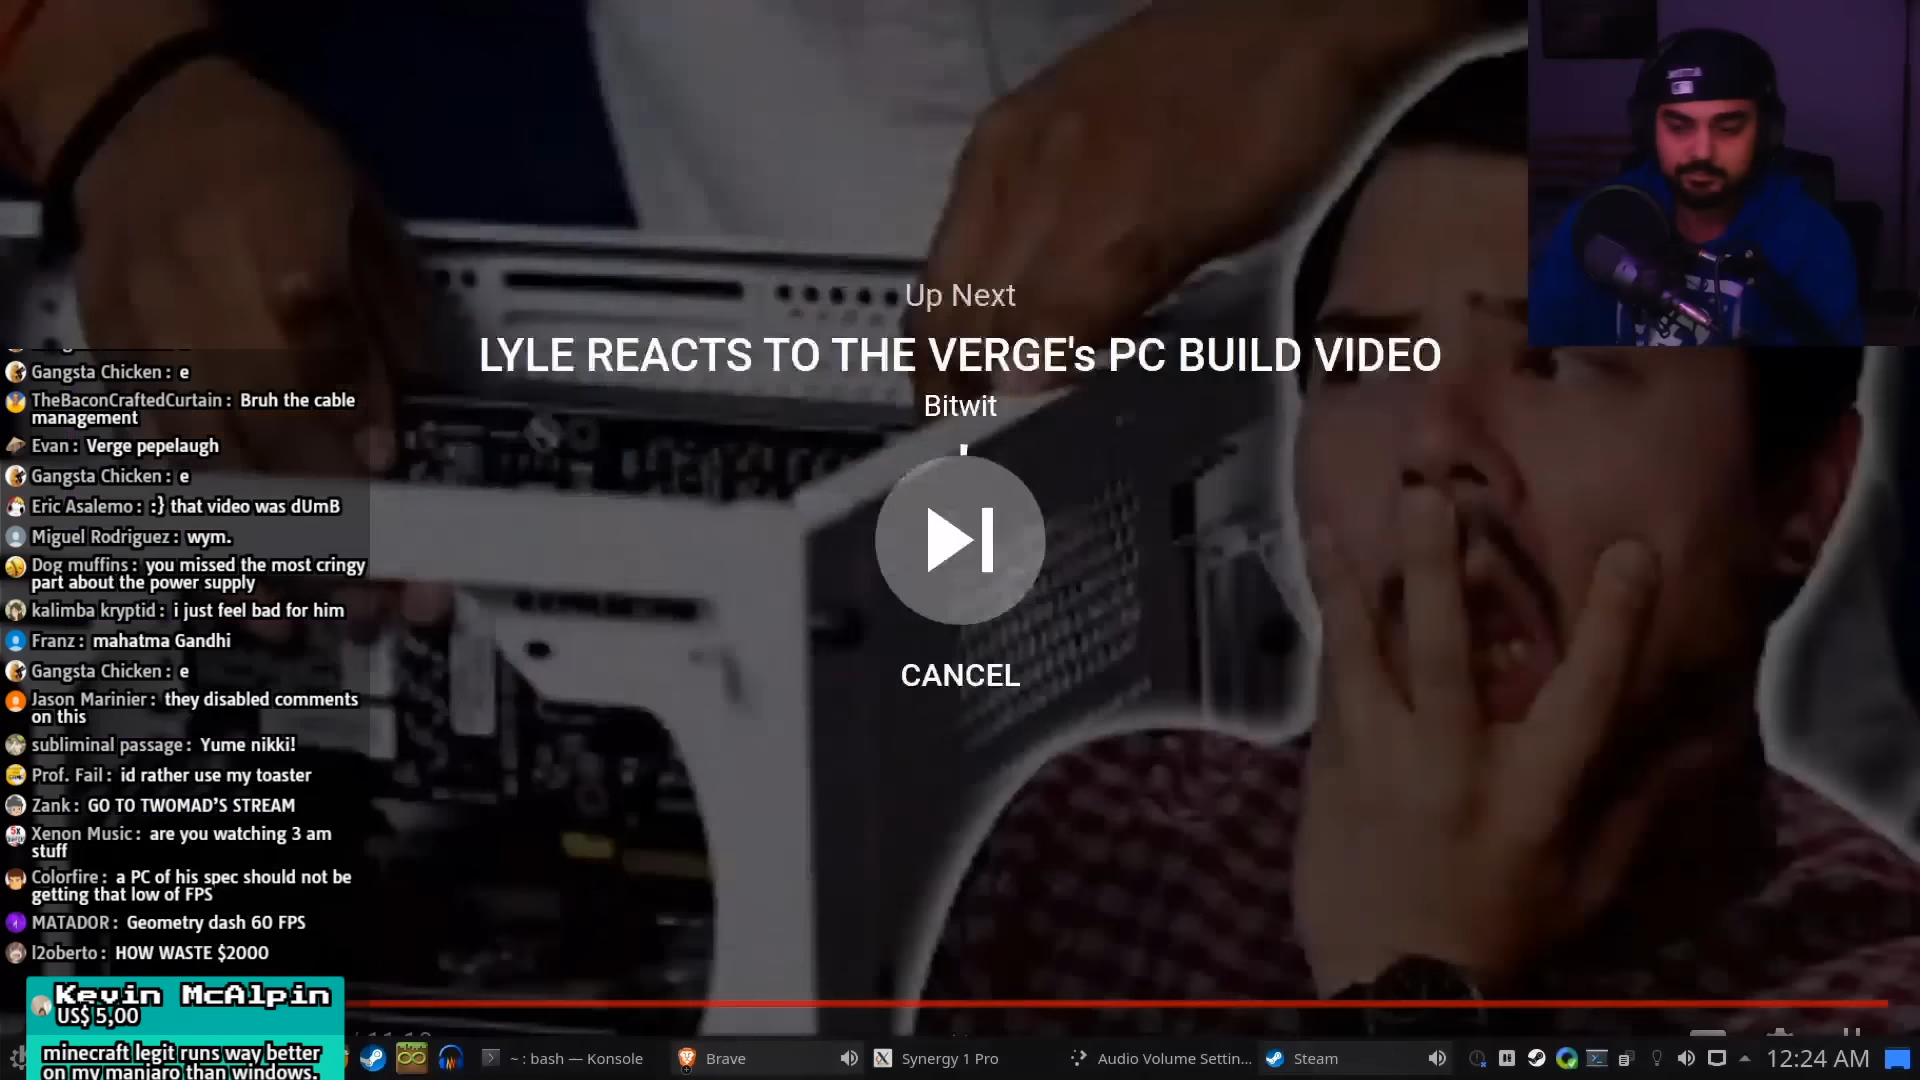 Up Next
LYLE REACTS TO THE VERGE's PC BUILD VIDEO
Bitwit
CANCEL
Gangsta Chicken : e
TheBaconCraftedCurtain : Bruh the cable
management
Evan : Verge pepelaugh
Gangsta Chicken : e
Eric Asalemo : :} that video was dUmB
Miguel Rodriguez : wym.
Dog muffins : you missed the most cringy
part about the power supply
kalimba kryptid : i just feel bad for him
Franz : mahatma Gandhi
Gangsta Chicken : e
Jason Marinier : they disabled comments
on this
subliminal passage : Yume nikki!
Prof. Fail : id rather use my toaster
Zank : GO TO TWOMAD'S STREAM
Xenon Music : are you watching 3 am
stuff
Colorfire : a PC of his spec should not be
getting that low of FPS
MATADOR : Geometry dash 60 FPS
l2oberto : HOW WASTE $2000
Kevin McAlpin
US$ 5,00
minecraft legit runs way better
on my manjaro than windows.
~ : bash — Konsole
Brave
Synergy 1 Pro
Audio Volume Settin...
Steam
12:24 AM